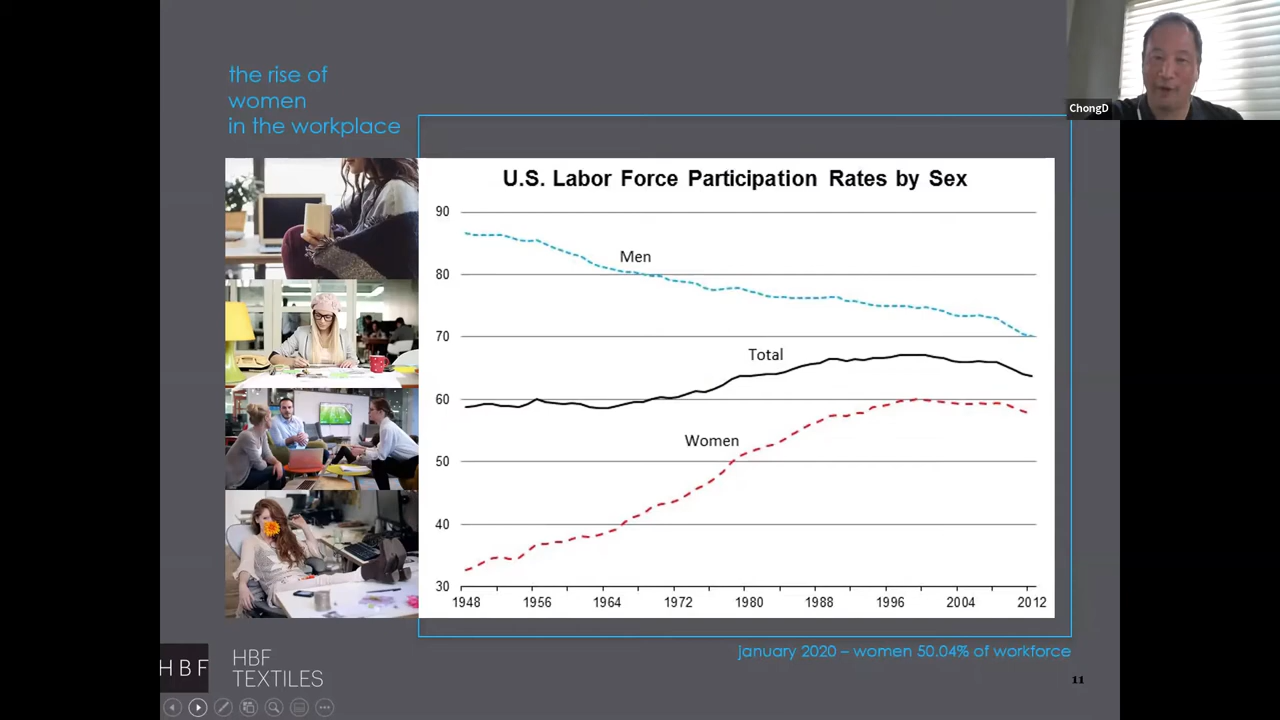 the rise of
women
in the workplace
ChongD
U.S. Labor Force Participation Rates by Sex
90
80
70
60
50
40
30
Men
Total
Women
1948 1956 1964 1972 1980 1988 1996 2004 2012
january 2020 – women 50.04% of workforce
HBF
HBF
TEXTILES
11